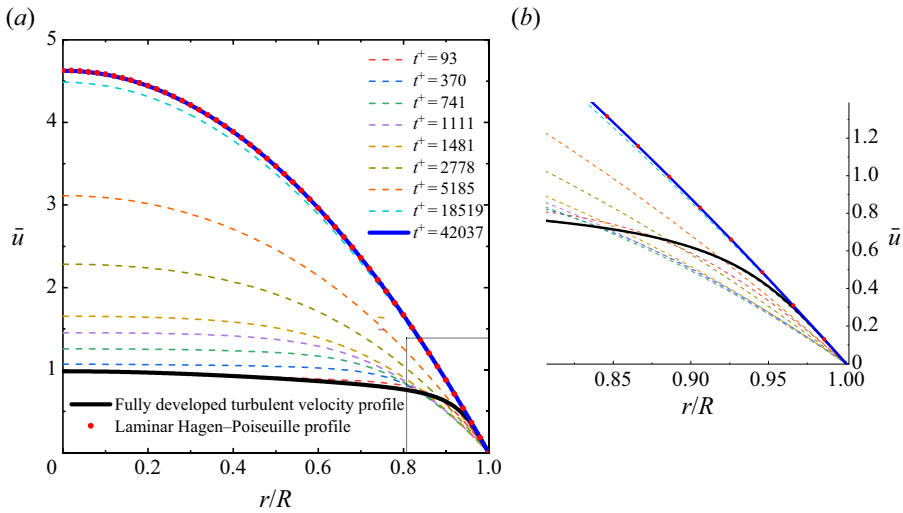 (a)
5
4
3
2
1
0
ū
0
0.2
0.4
0.6
0.8
1.0
r/R
t⁺ = 93
t⁺ = 370
t⁺ = 741
t⁺ = 1111
t⁺ = 1481
t⁺ = 2778
t⁺ = 5185
t⁺ = 18519
t⁺ = 42037
Fully developed turbulent velocity profile
Laminar Hagen–Poiseuille profile
(b)
1.2
1.0
0.8
0.6
0.4
0.2
0
ū
0.85
0.90
0.95
1.00
r/R